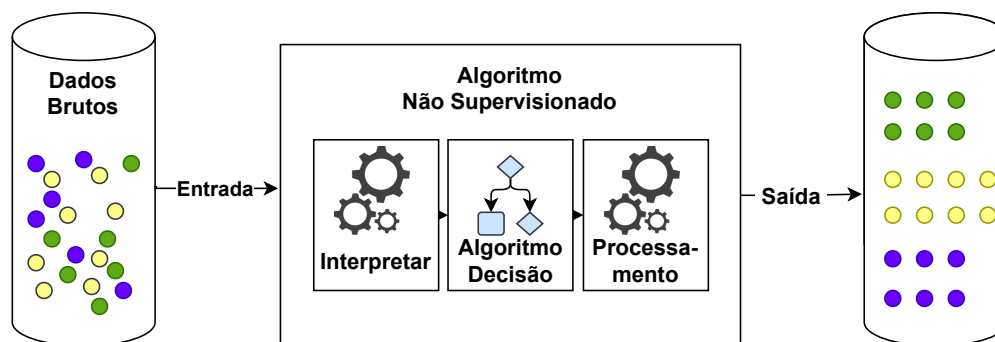 Dados
Brutos
Entrada
Algoritmo
Não Supervisionado
Interpretar
Algoritmo
Decisão
Processa-
mento
Saída